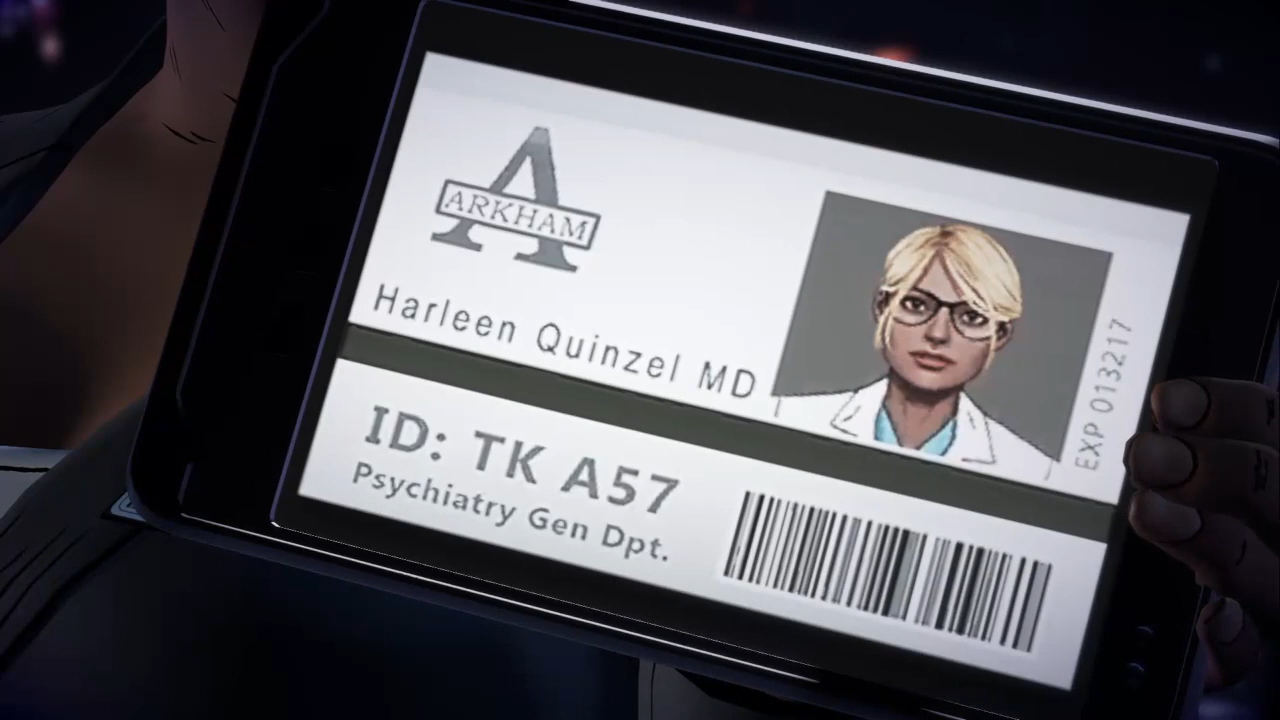 ARKHAM
Harleen Quinzel MD
EXP 013217
ID: TK A57
Psychiatry Gen Dpt.